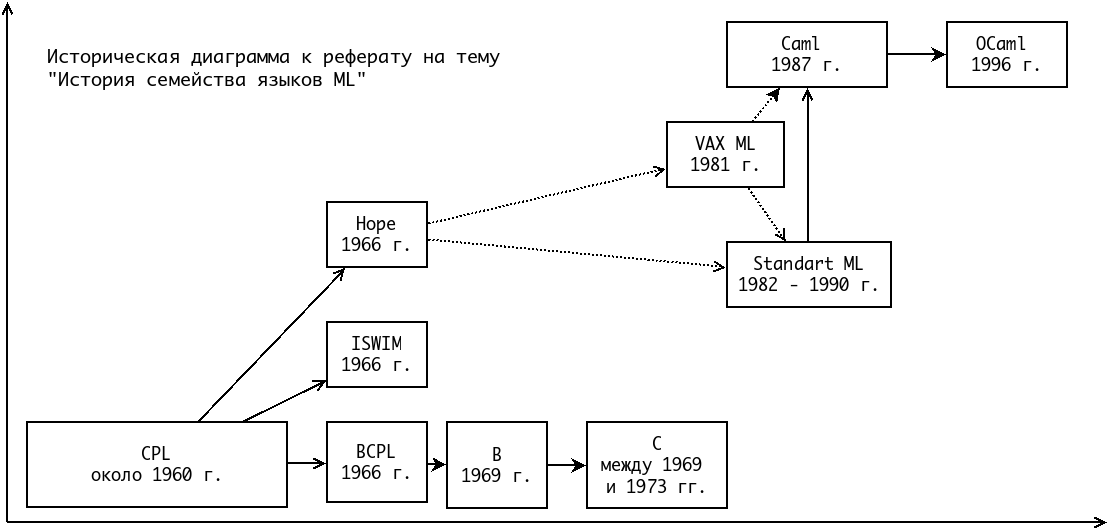 Историческая диаграмма к реферату на тему
"История семейства языков ML"
Caml
1987 г.
OCaml
1996 г.
VAX ML
1981 г.
Hope
1966 г.
Standart ML
1982 - 1990 г.
ISWIM
1966 г.
CPL
около 1960 г.
BCPL
1966 г.
B
1969 г.
C
между 1969
и 1973 гг.